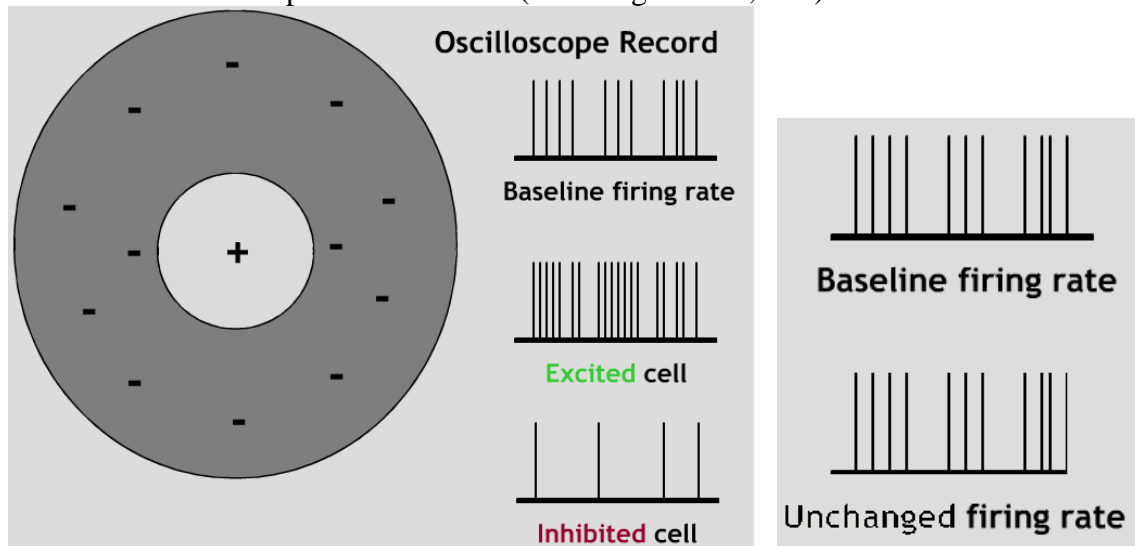 Oscilloscope Record
Baseline firing rate
Excited cell
Inhibited cell
Baseline firing rate
Unchanged firing rate
-
-
-
-
-
-
+
-
-
-
-
-
-